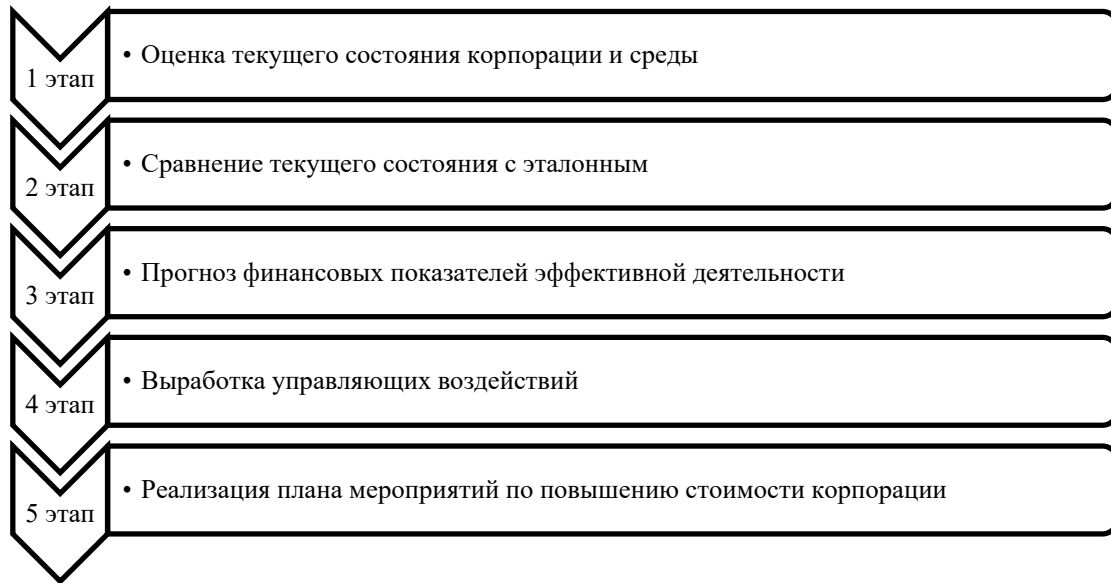 1 этап
• Оценка текущего состояния корпорации и среды
2 этап
• Сравнение текущего состояния с эталонным
3 этап
• Прогноз финансовых показателей эффективной деятельности
4 этап
• Выработка управляющих воздействий
5 этап
• Реализация плана мероприятий по повышению стоимости корпорации